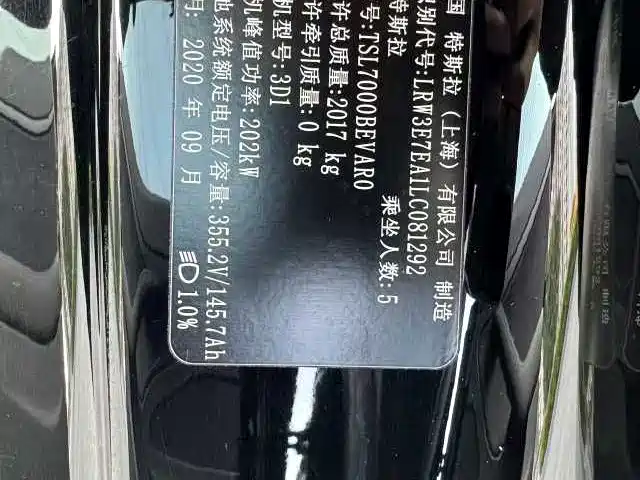 国 特斯拉（上海）有限公司 制造
识别代号:LRW3E7EA1LC081292
特斯拉 乘坐人数:5
号:TSL7000BEVAR0
许总质量:2017 kg
许牵引质量:0 kg
机型号:3D1
机峰值功率:202kW
池系统额定电压/容量:355.2V/145.7Ah
月: 2020 年 09 月 1.0%